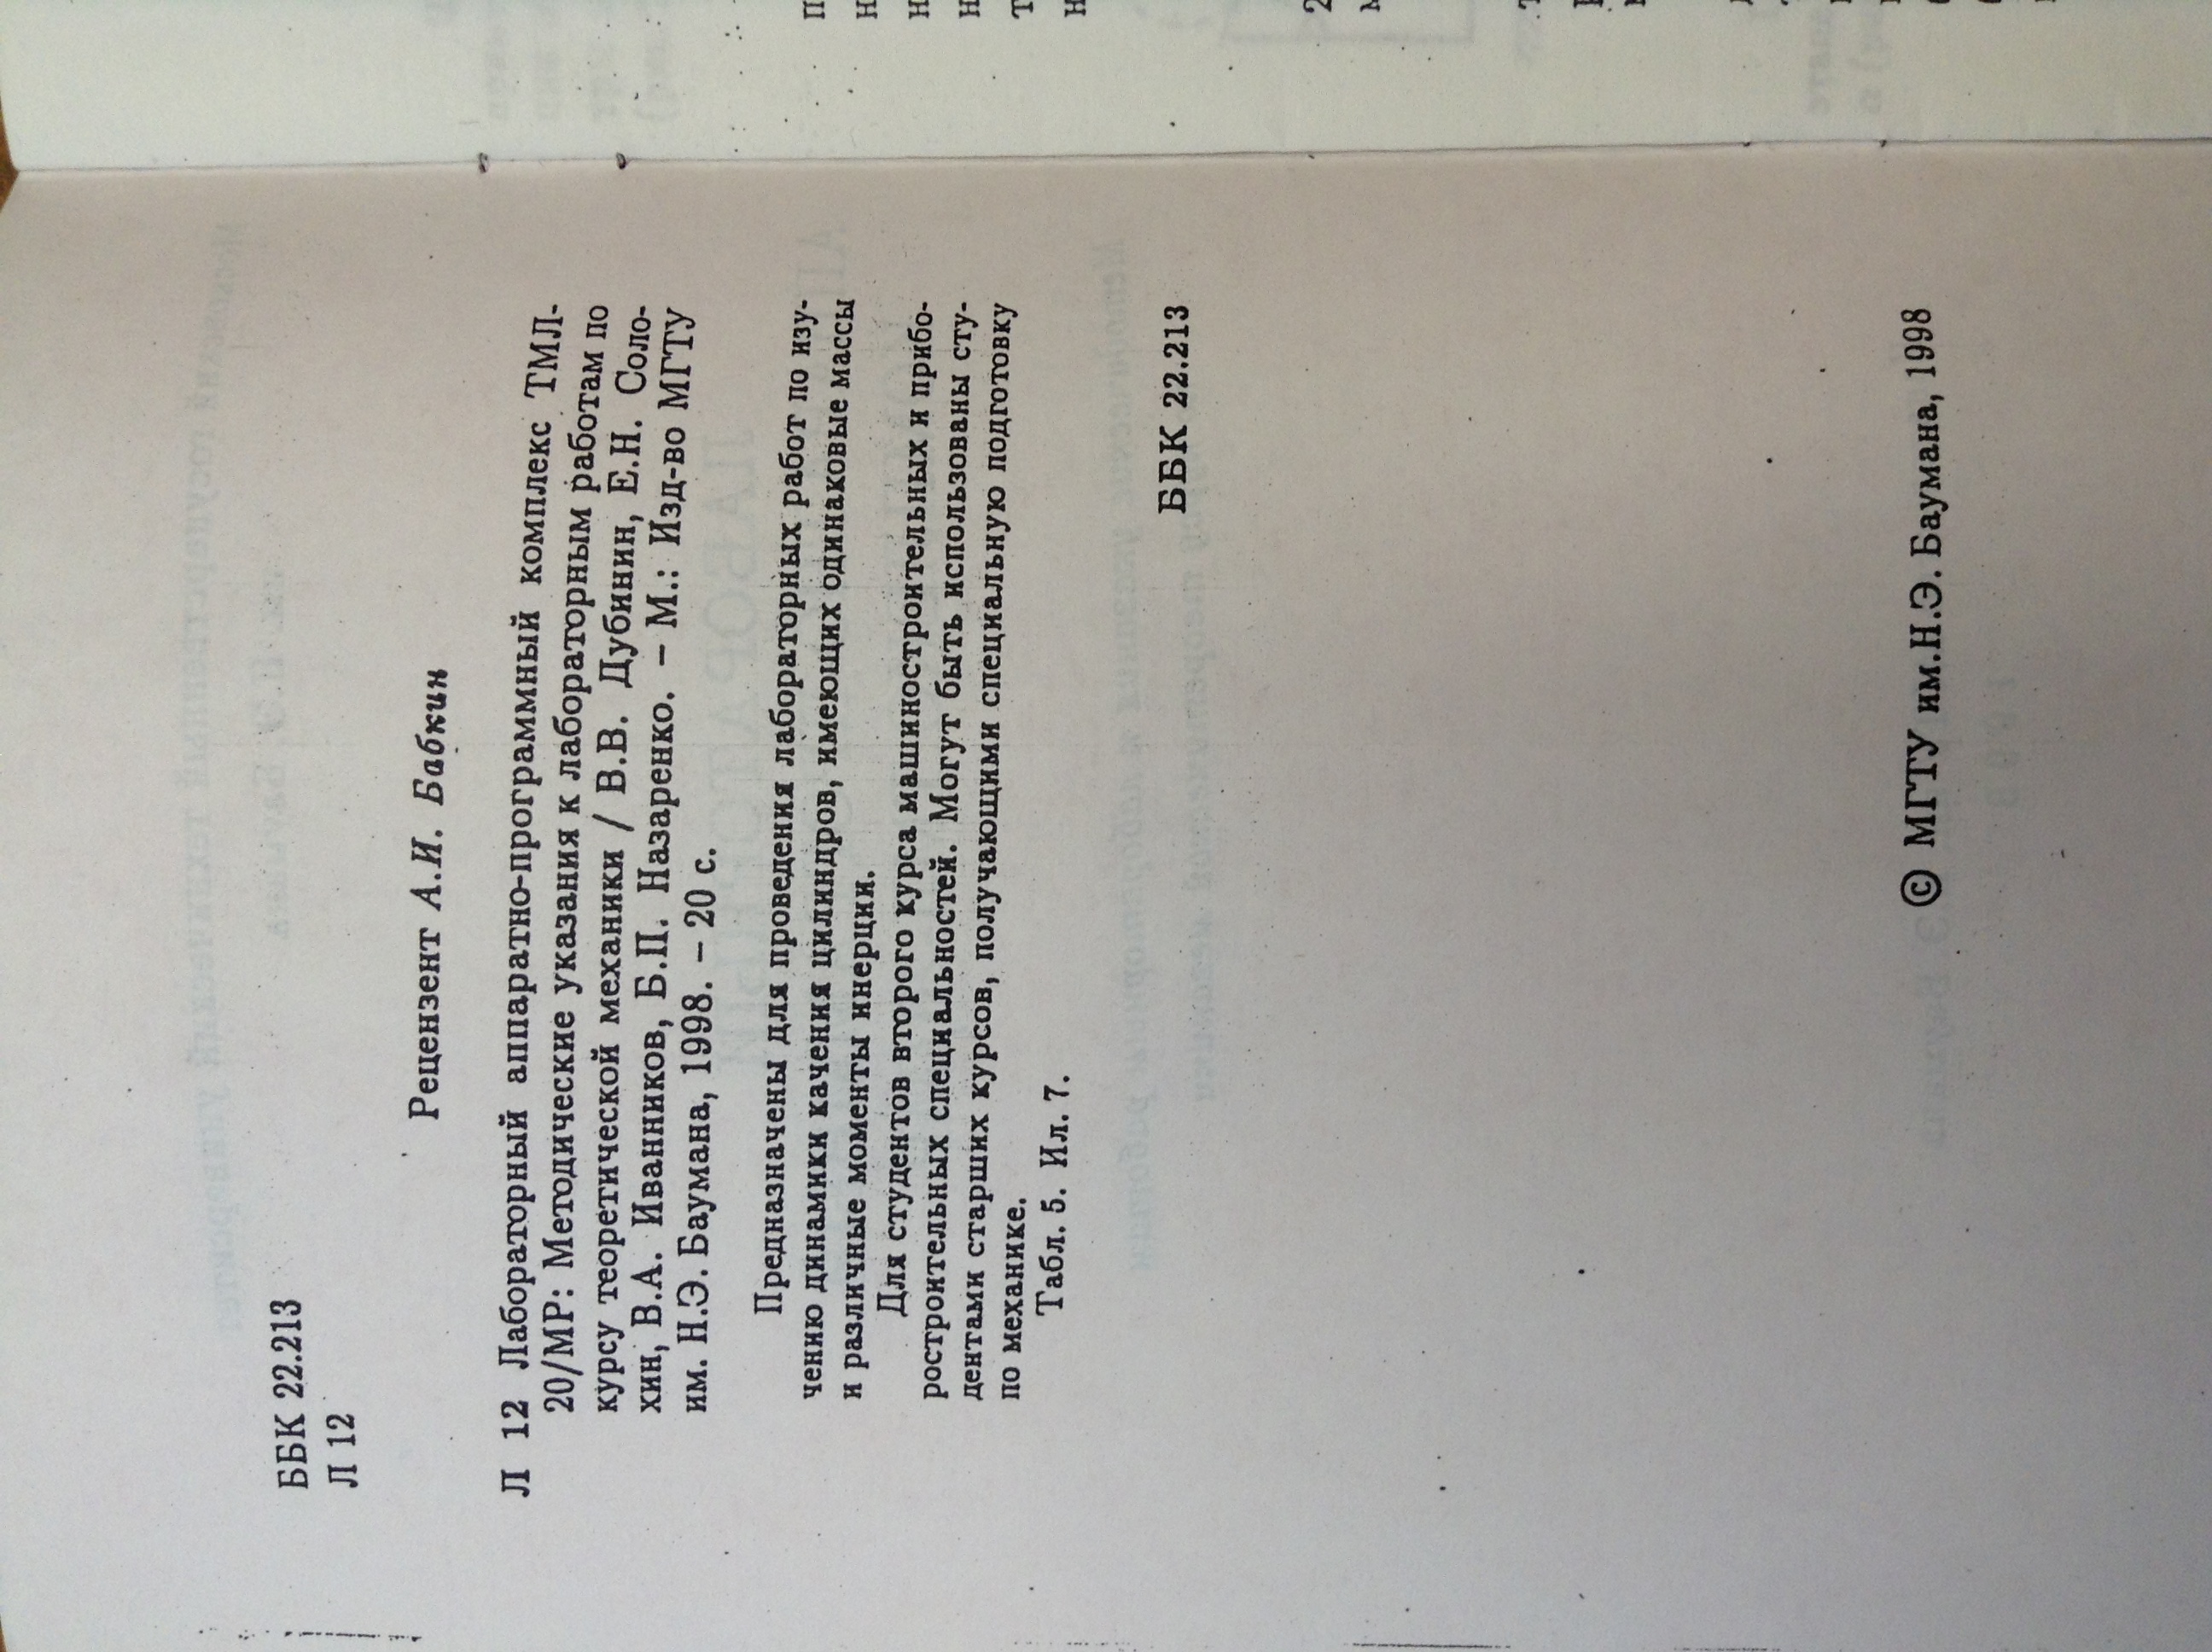 ББК 22.213
Л 12
Рецензент А.И. Бабкин
Л 12 Лабораторный аппаратно-программный комплекс ТМЛ-
20/МР: Методические указания к лабораторным работам по
курсу теоретической механики / В.В. Дубинин, Е.Н. Соло-
хин, В.А. Иванников, Б.П. Назаренко. – М.: Изд-во МГТУ
им. Н.Э. Баумана, 1998. – 20 с.
Предназначены для проведения лабораторных работ по изу-
чению динамики качения цилиндров, имеющих одинаковые массы
и различные моменты инерции.
Для студентов второго курса машиностроительных и прибо-
ростроительных специальностей. Могут быть использованы сту-
дентами старших курсов, получающими специальную подготовку
по механике.
Табл. 5. Ил. 7.
ББК 22.213
© МГТУ им.Н.Э. Баумана, 1998